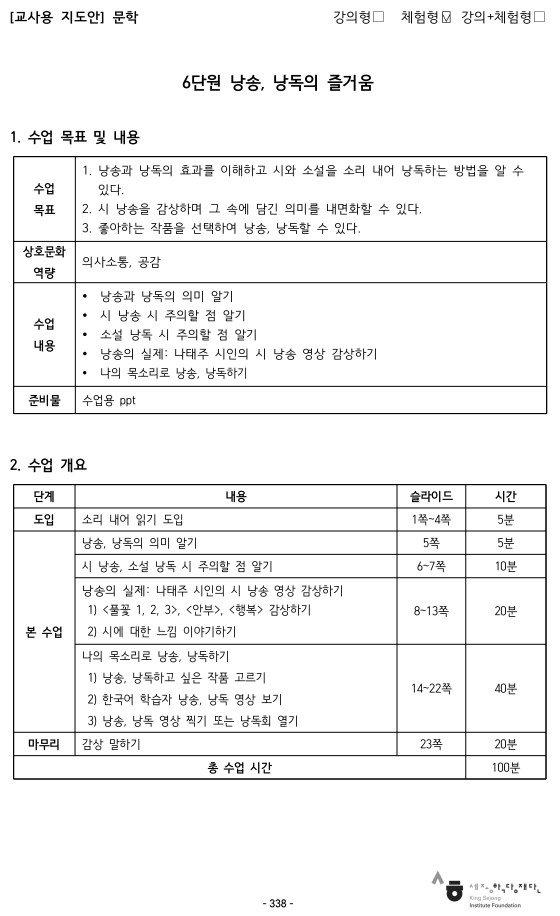 [교사용 지도안] 문학 강의형□ 체험형☑ 강의+체험형□
6단원 낭송, 낭독의 즐거움
1. 수업 목표 및 내용
수업
목표
1. 낭송과 낭독의 효과를 이해하고 시와 소설을 소리 내어 낭독하는 방법을 알 수
있다.
2. 시 낭송을 감상하며 그 속에 담긴 의미를 내면화할 수 있다.
3. 좋아하는 작품을 선택하여 낭송, 낭독할 수 있다.
상호문화
역량
의사소통, 공감
수업
내용
• 낭송과 낭독의 의미 알기
• 시 낭송 시 주의할 점 알기
• 소설 낭독 시 주의할 점 알기
• 낭송의 실제: 나태주 시인의 시 낭송 영상 감상하기
• 나의 목소리로 낭송, 낭독하기
준비물 수업용 ppt
2. 수업 개요
단계 내용 슬라이드 시간
도입 소리 내어 읽기 도입 1쪽~4쪽 5분
본 수업
낭송, 낭독의 의미 알기 5쪽 5분
시 낭송, 소설 낭독 시 주의할 점 알기 6~7쪽 10분
낭송의 실제: 나태주 시인의 시 낭송 영상 감상하기
1) <풀꽃 1, 2, 3>, <안부>, <행복> 감상하기 8~13쪽 20분
2) 시에 대한 느낌 이야기하기
나의 목소리로 낭송, 낭독하기
1) 낭송, 낭독하고 싶은 작품 고르기
14~22쪽 40분
2) 한국어 학습자 낭송, 낭독 영상 보기
3) 낭송, 낭독 영상 찍기 또는 낭독회 열기
마무리 감상 말하기 23쪽 20분
총 수업 시간 100분
세종학당재단
King Sejong
Institute Foundation
- 338 -